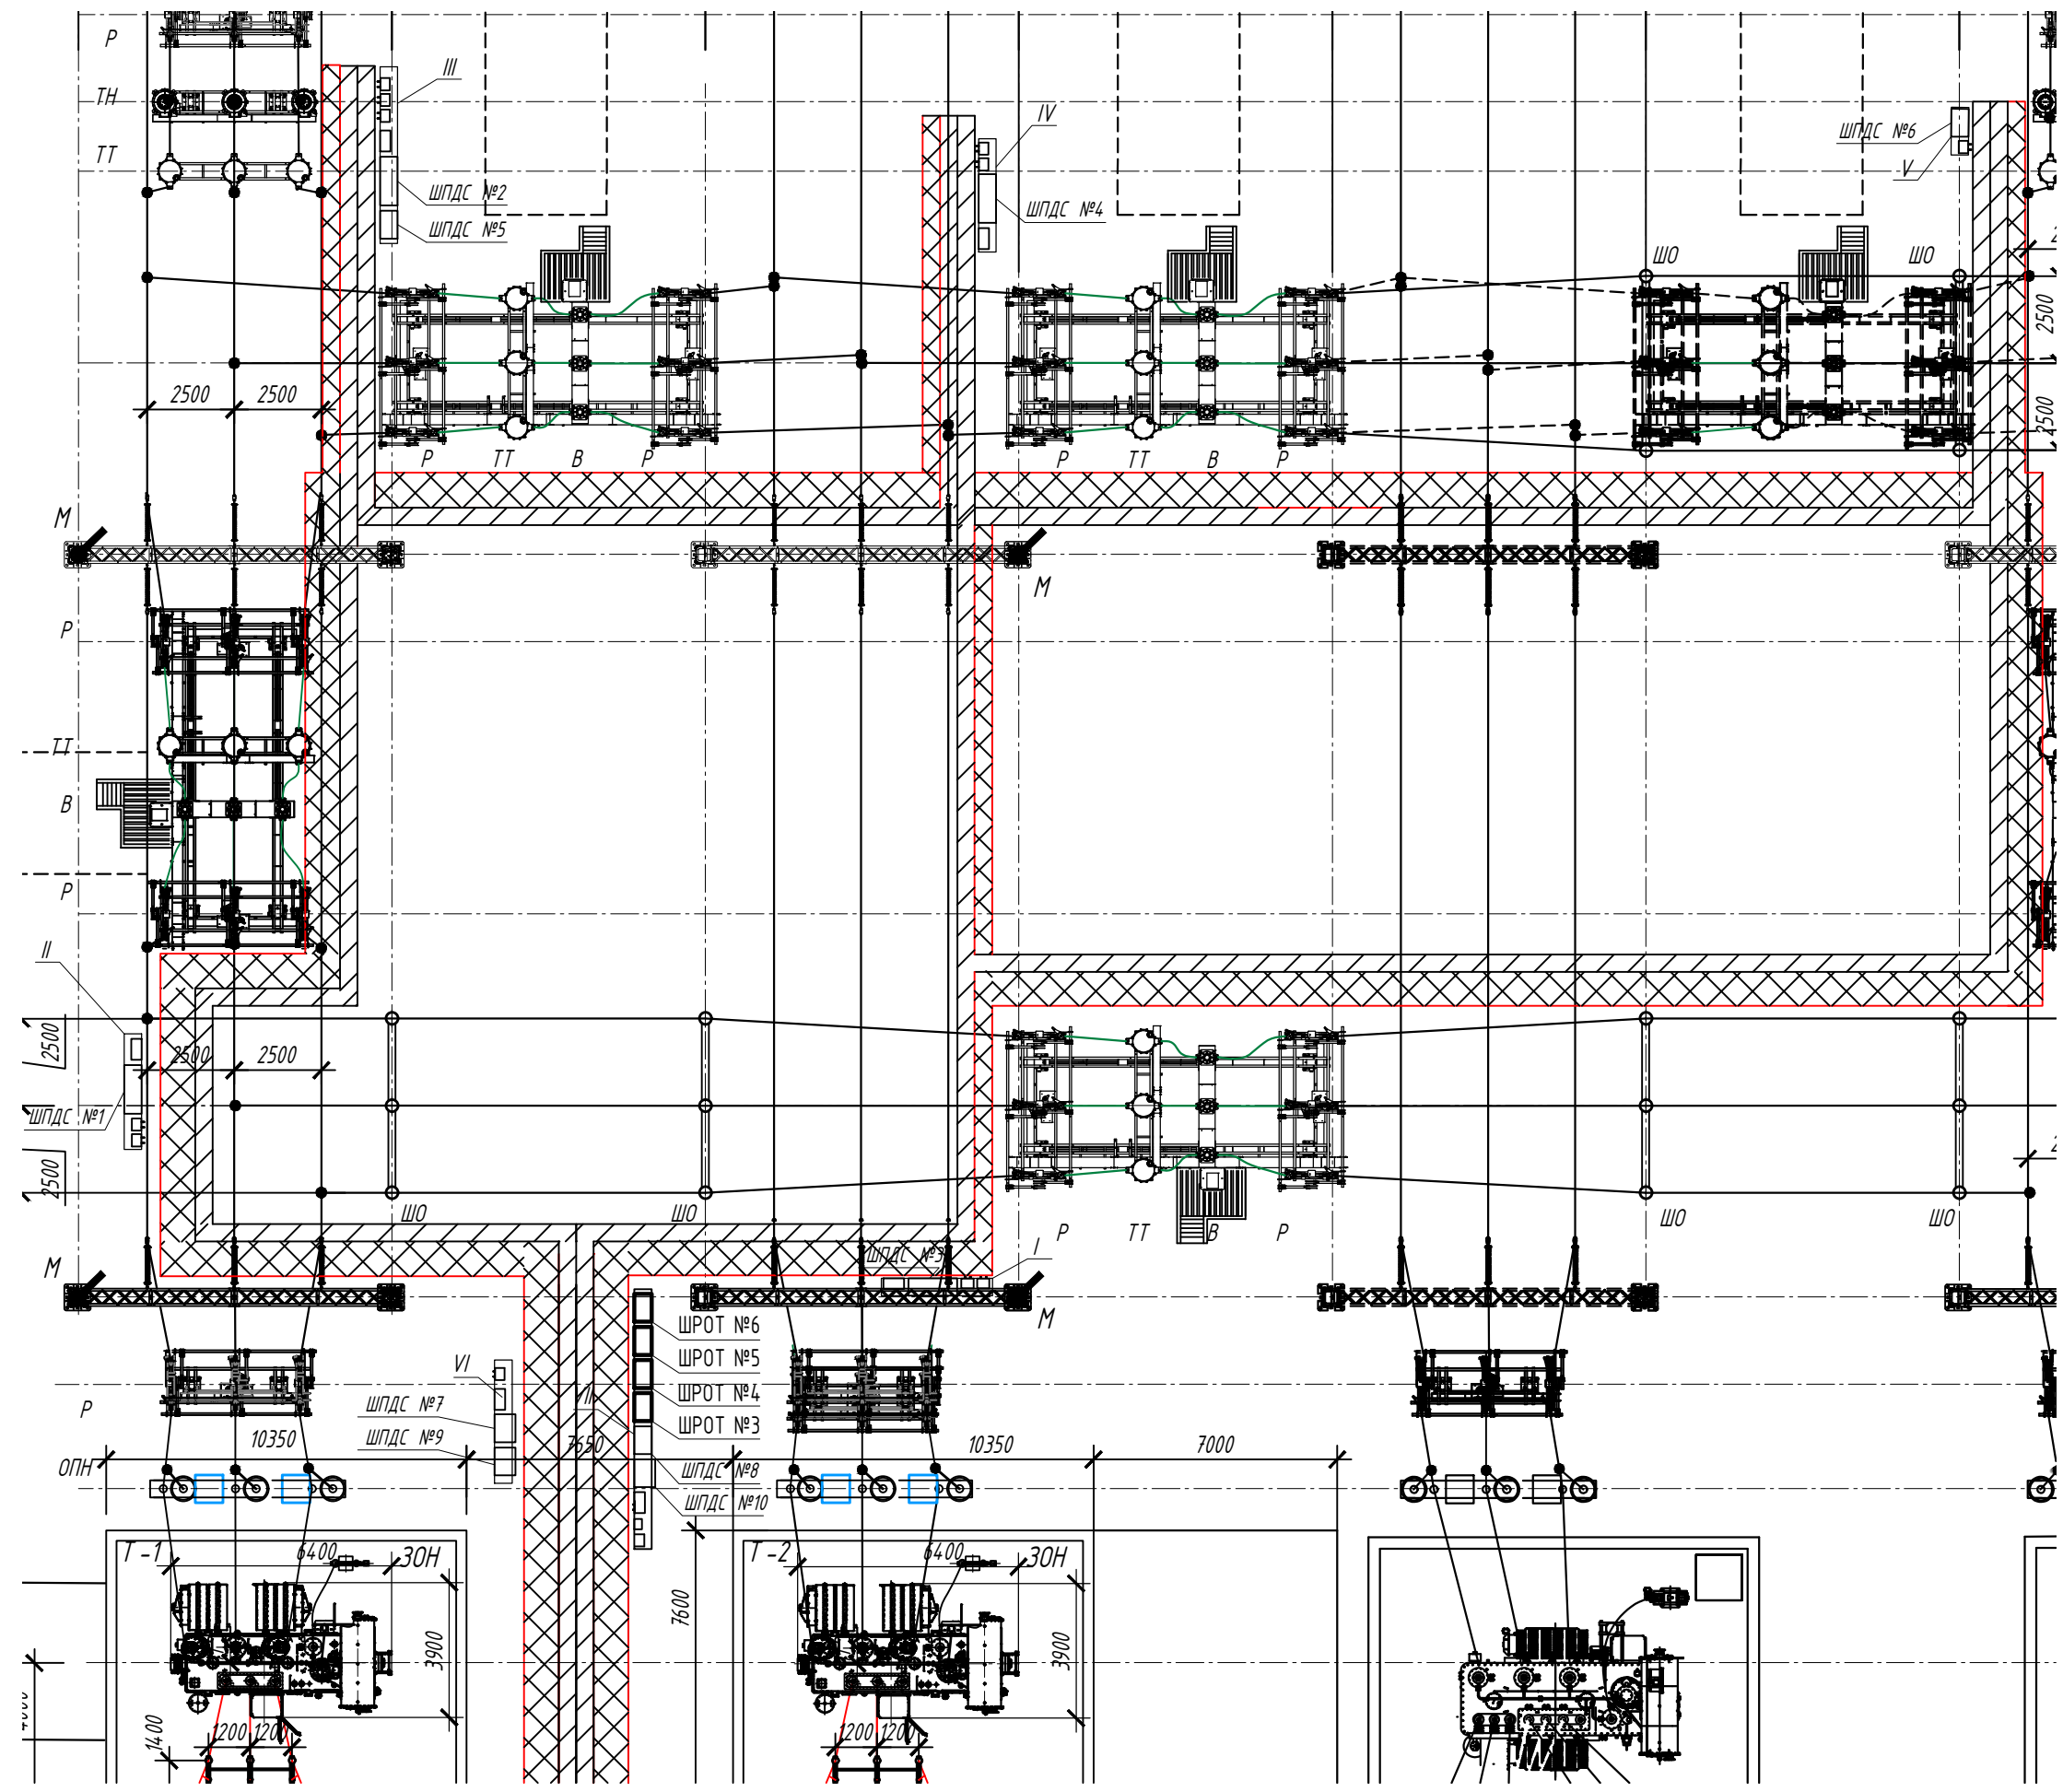 Р
III
ТН
IV
ШПДС №6
ТТ
V
ШПДС №2
ШПДС №4
ШПДС №5
ШО
ШО
2500
2500
2500
2500
Р
ТТ
В
Р
Р
ТТ
В
Р
М
М
Р
ТТ
В
Р
II
2500
2500
2500
ШПДС №1
2500
ШО
ШО
ШО
ШО
Р
ТТ
В
Р
ШПДС №3
I
М
М
ШРОТ №6
ШРОТ №5
VI
ШРОТ №4
ШПДС №7
VII
Р
ШРОТ №3
ШПДС №9
10350
7650
10350
7000
ОПН
ШПДС №8
ШПДС №10
Т-1
6400
ЗОН
Т-2
6400
ЗОН
7600
3900
3900
1400
1200
1200
1200
1200